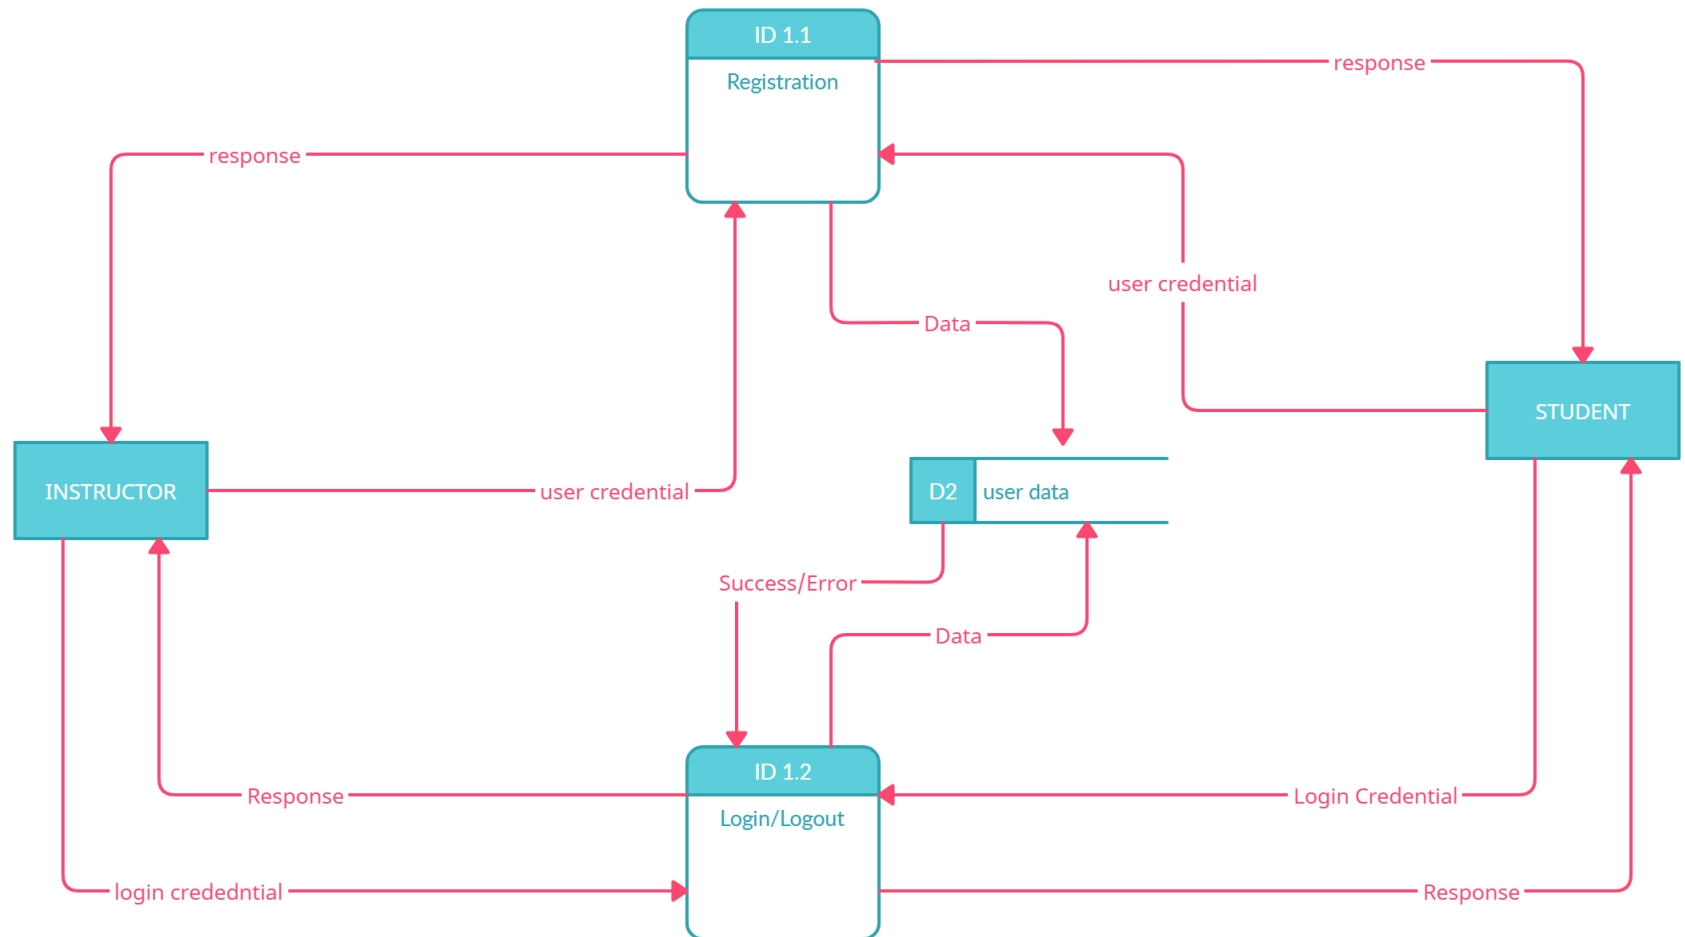 ID 1.1
response
Registration
response
user credential
Data
STUDENT
INSTRUCTOR
user credential
D2
user data
Success/Error
Data
ID 1.2
Response
Login Credential
Login/Logout
login crededntial
Response